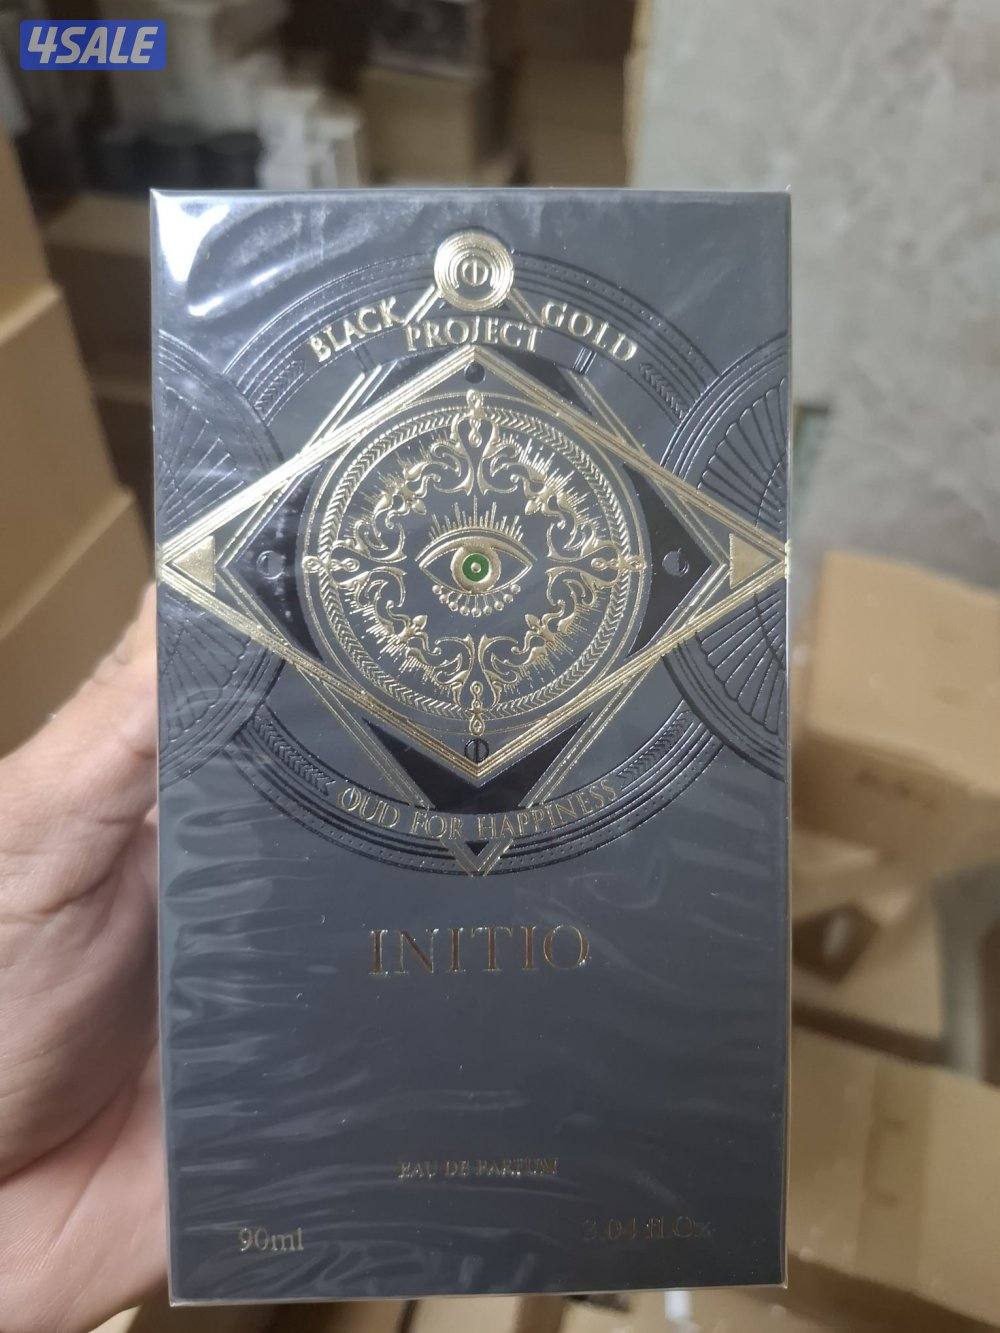 4SALE
BLACK GOLD
PROJECT
OUD FOR HAPPINESS
INITIO
EAU DE PARFUM
90ml
3.04 fl.Oz